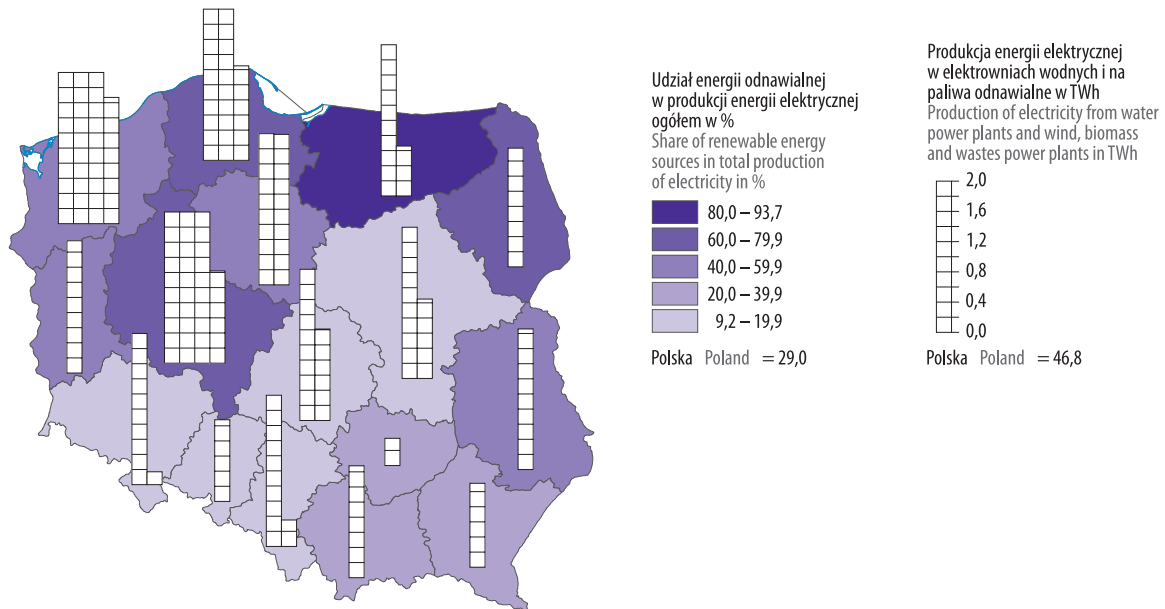 Udział energii odnawialnej
w produkcji energii elektrycznej
ogółem w %
Share of renewable energy
sources in total production
of electricity in %
80,0 – 93,7
60,0 – 79,9
40,0 – 59,9
20,0 – 39,9
9,2 – 19,9
Polska Poland = 29,0
Produkcja energii elektrycznej
w elektrowniach wodnych i na
paliwa odnawialne w TWh
Production of electricity from water
power plants and wind, biomass
and wastes power plants in TWh
2,0
1,6
1,2
0,8
0,4
0,0
Polska Poland = 46,8